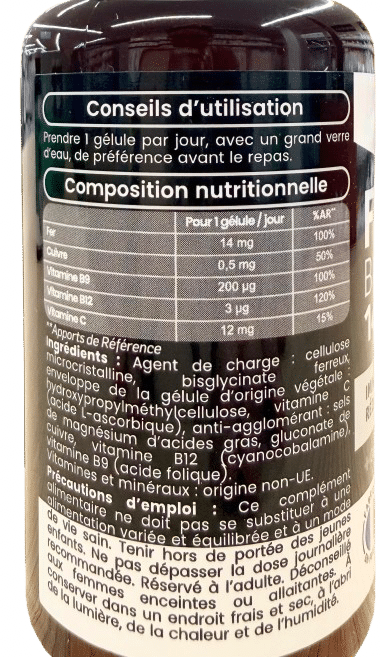 Conseils d'utilisation
Prendre 1 gélule par jour, avec un grand verre
d'eau, de préférence avant le repas.
Composition nutritionnelle
Pour 1 gélule / jour %AR**
Fer 14 mg 100%
Cuivre 0,5 mg 50%
Vitamine B9 200 µg 100%
Vitamine B12 3 µg 120%
Vitamine C 12 mg 15%
**Apports de Référence
Ingrédients : Agent de charge : cellulose
microcristalline, bisglycinate ferreux,
enveloppe de la gélule d'origine végétale :
hydroxypropylméthylcellulose, vitamine C
(acide L-ascorbique), anti-agglomérant : sels
de magnésium d'acides gras, gluconate de
cuivre, vitamine B12 (cyanocobalamine),
vitamine B9 (acide folique).
Vitamines et minéraux : origine non-UE.
Précautions d'emploi : Ce complément
alimentaire ne doit pas se substituer à une
alimentation variée et équilibrée et à un mode
de vie sain. Tenir hors de portée des jeunes
enfants. Ne pas dépasser la dose journalière
recommandée. Réservé à l'adulte. Déconseillé
aux femmes enceintes ou allaitantes. À
conserver dans un endroit frais et sec, à l'abri
de la lumière, de la chaleur et de l'humidité.